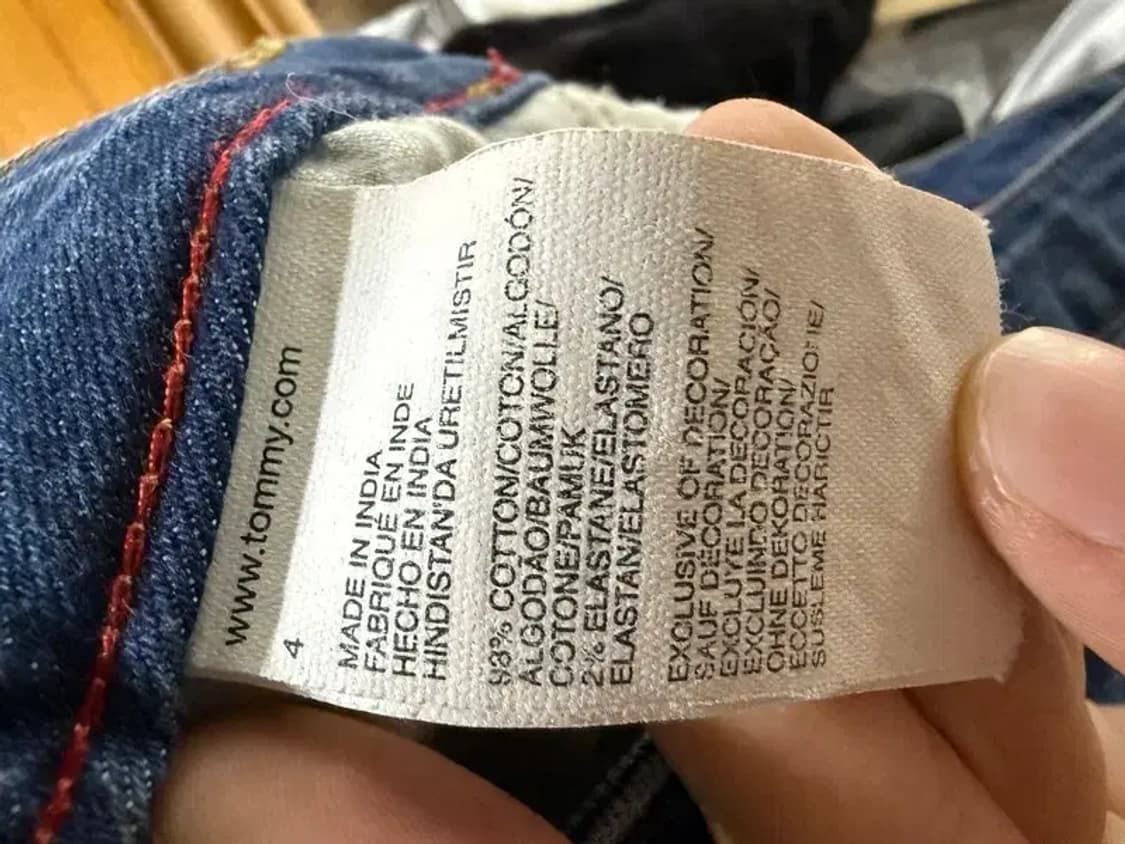 www.tommy.com
4
MADE IN INDIA
FABRIQUÉ EN INDE
HECHO EN INDIA
HINDISTAN'DA URETILMISTIR
98% COTTON/COTON/ALGODÓN/
ALGODÃO/BAUMWOLLE/
COTONE/PAMUK
2% ELASTANE/ELASTANO/
ELASTAN/ELASTOMERO
EXCLUSIVE OF DECORATION/
SAUF DÉCORATION/
EXCLUYE LA DECORACIÓN/
EXCLUINDO DECORAÇÃO/
OHNE DEKORATION/
ECCETTO DECORAZIONE/
SUSLEME HARICTIR